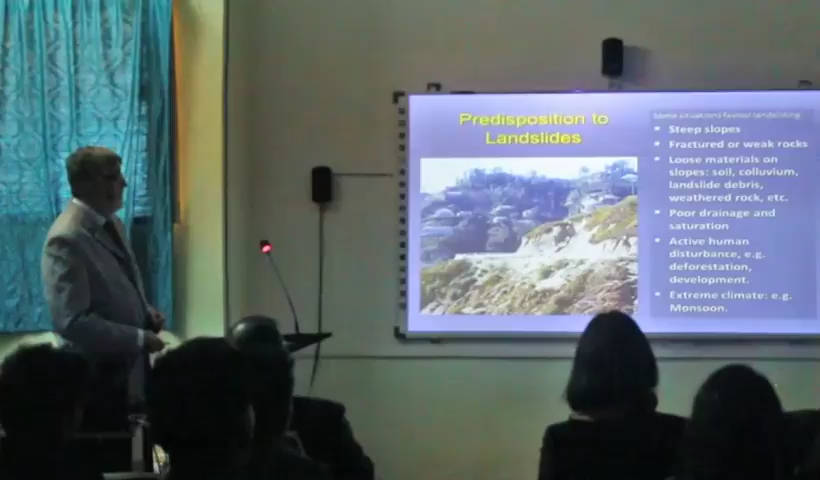 Predisposition to
Landslides
Some situations favour landsliding:
Steep slopes
Fractured or weak rocks
Loose materials on
slopes: soil, colluvium,
landslide debris,
weathered rock, etc.
Poor drainage and
saturation
Active human
disturbance, e.g.
deforestation,
development.
Extreme climate: e.g.
Monsoon.